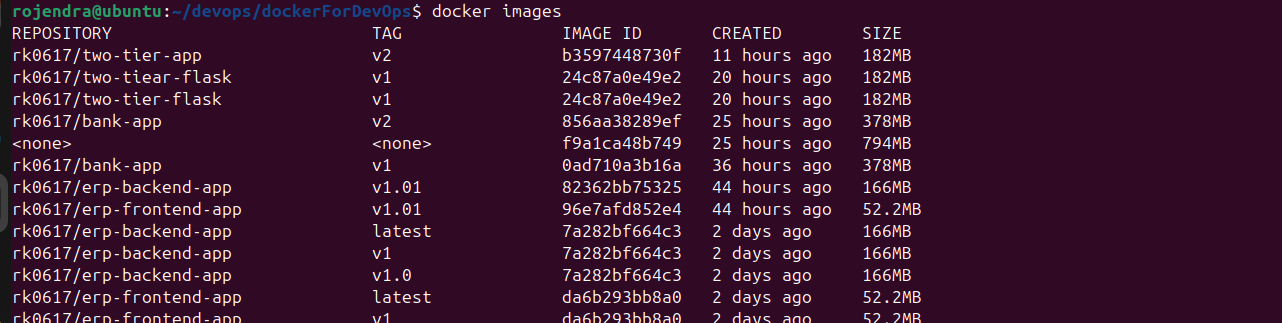 rojendra@ubuntu:~/devops/dockerForDevOps$ docker images
REPOSITORY TAG IMAGE ID CREATED SIZE
rk0617/two-tier-app v2 b3597448730f 11 hours ago 182MB
rk0617/two-tiear-flask v1 24c87a0e49e2 20 hours ago 182MB
rk0617/two-tier-flask v1 24c87a0e49e2 20 hours ago 182MB
rk0617/bank-app v2 856aa38289ef 25 hours ago 378MB
<none> <none> f9a1ca48b749 25 hours ago 794MB
rk0617/bank-app v1 0ad710a3b16a 36 hours ago 378MB
rk0617/erp-backend-app v1.01 82362bb75325 44 hours ago 166MB
rk0617/erp-frontend-app v1.01 96e7afd852e4 44 hours ago 52.2MB
rk0617/erp-backend-app latest 7a282bf664c3 2 days ago 166MB
rk0617/erp-backend-app v1 7a282bf664c3 2 days ago 166MB
rk0617/erp-backend-app v1.0 7a282bf664c3 2 days ago 166MB
rk0617/erp-frontend-app latest da6b293bb8a0 2 days ago 52.2MB
rk0617/erp-frontend-app v1 da6b293bb8a0 2 days ago 52.2MB